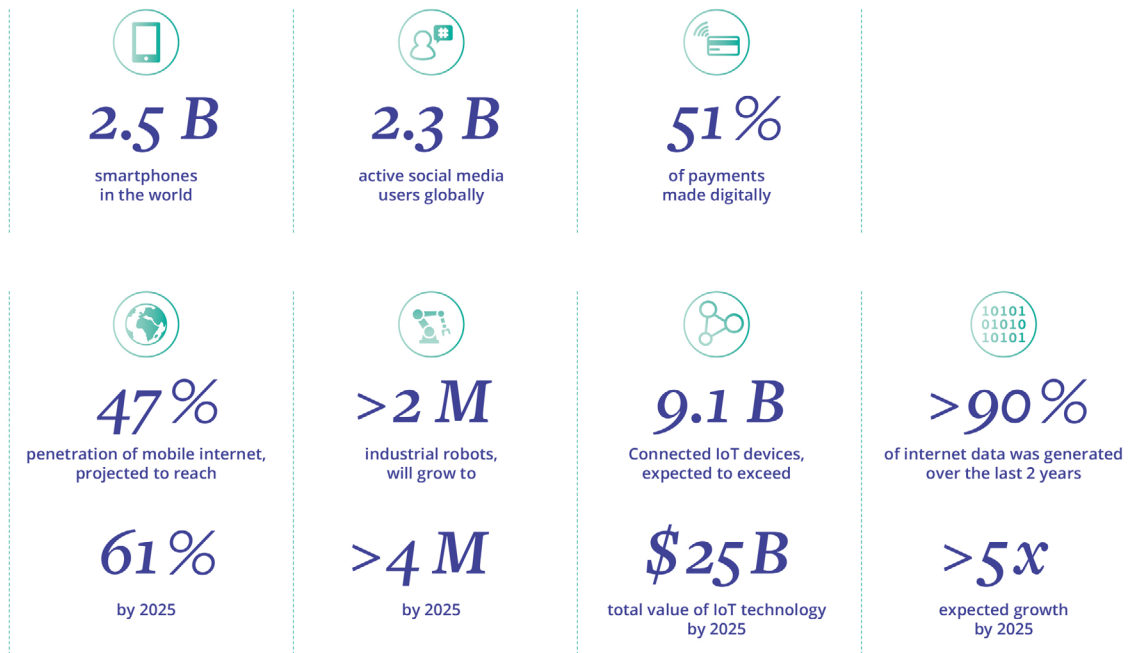 2.5 B
smartphones
in the world
2.3 B
active social media
users globally
51%
of payments
made digitally
47%
penetration of mobile internet,
projected to reach
61%
by 2025
>2 M
industrial robots,
will grow to
>4 M
by 2025
9.1 B
Connected IoT devices,
expected to exceed
$25B
total value of IoT technology
by 2025
10101
01010
10101
>90%
of internet data was generated
over the last 2 years
>5x
expected growth
by 2025